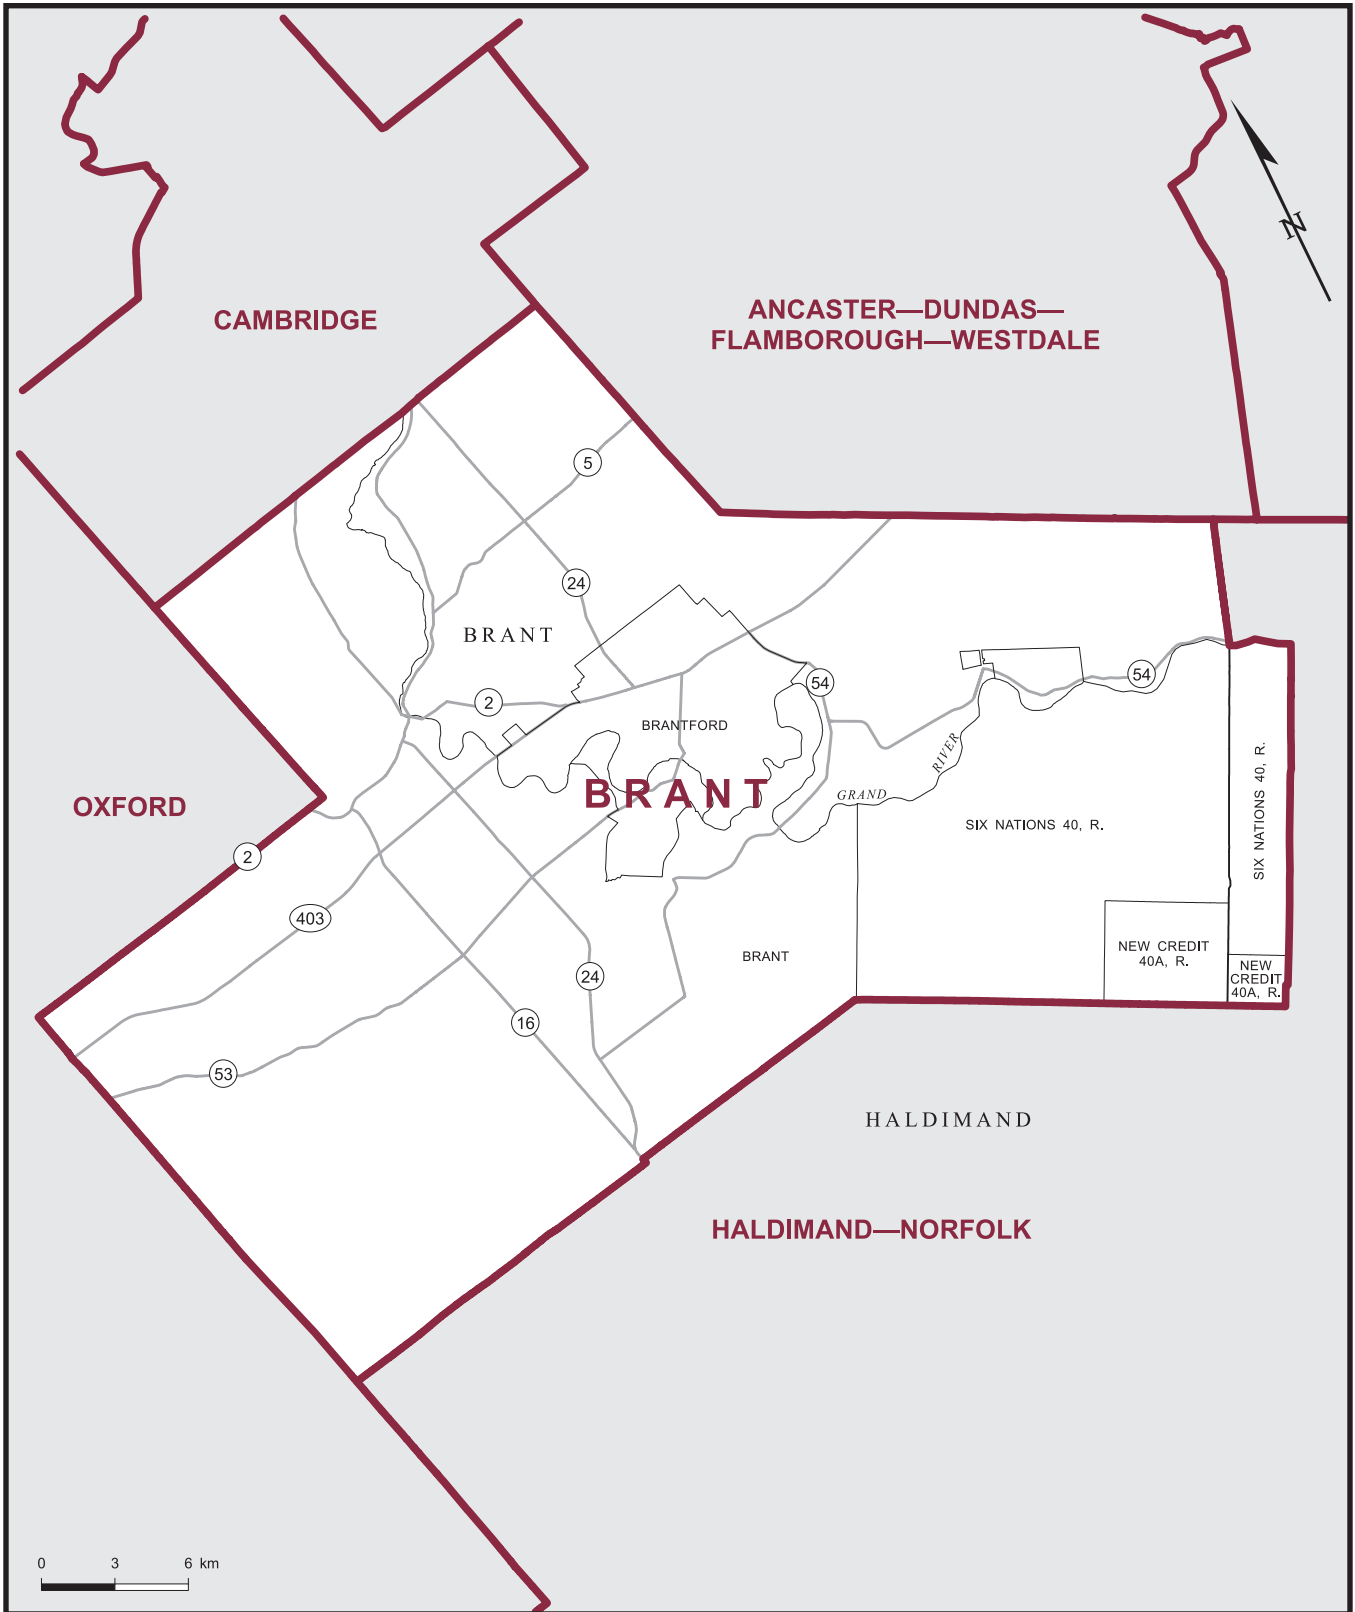 N
CAMBRIDGE
ANCASTER—DUNDAS—
FLAMBOROUGH—WESTDALE
5
24
BRANT
54
54
2
BRANTFORD
RIVER
BRANT
GRAND
OXFORD
SIX NATIONS 40, R.
SIX NATIONS 40, R.
2
403
NEW CREDIT
40A, R.
BRANT
NEW
CREDIT
40A, R.
24
16
53
HALDIMAND
HALDIMAND—NORFOLK
0 3 6 km